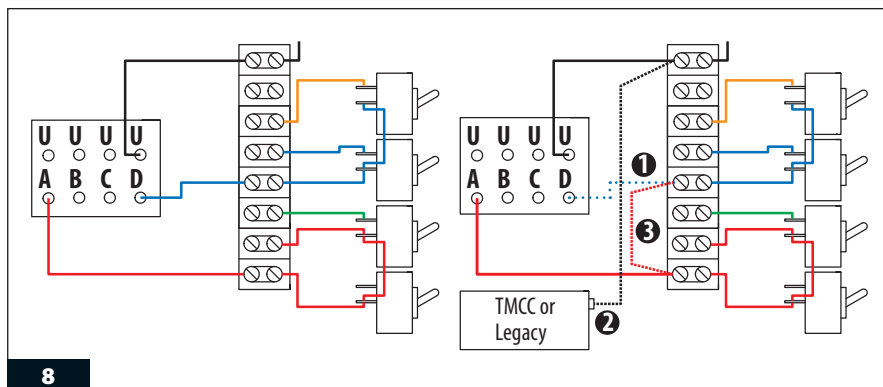 U U U U
A B C D
U U U U
A B C D
1
3
2
TMCC or
Legacy
8